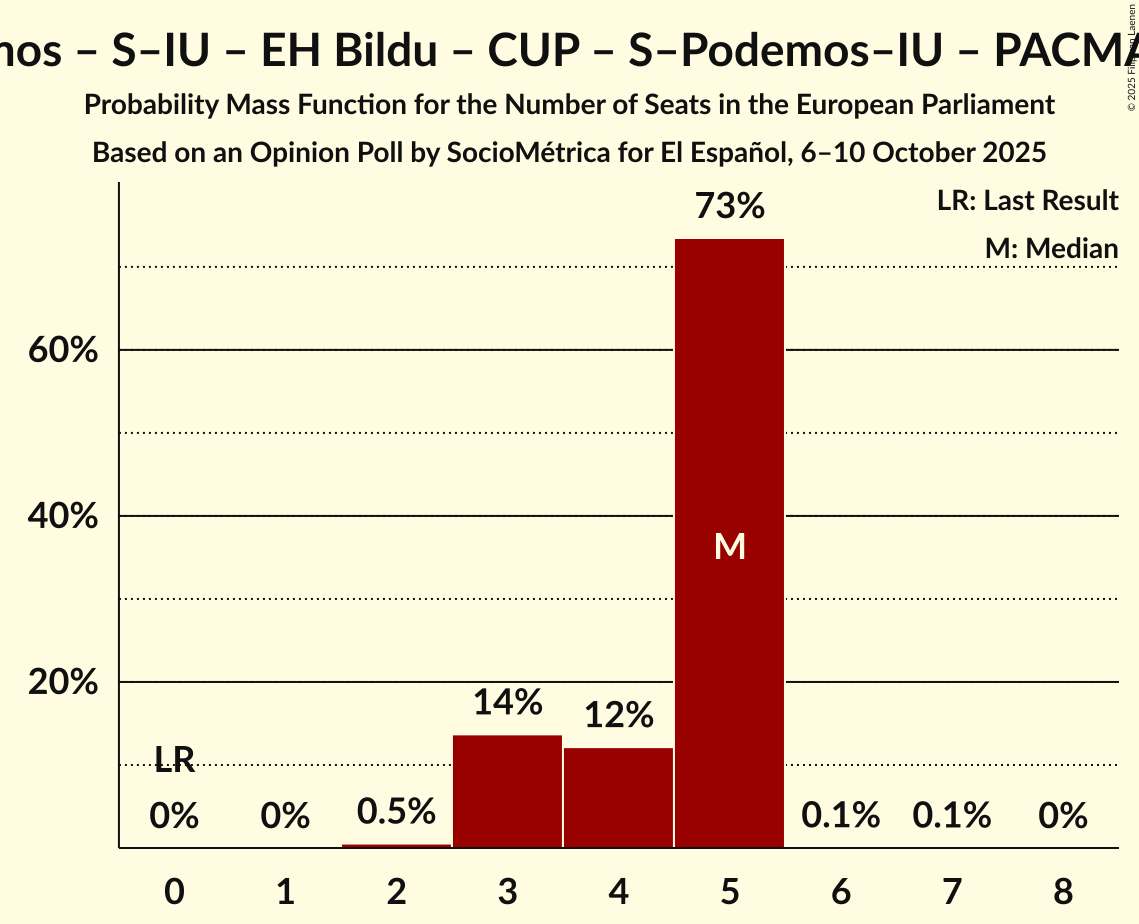 – S–IU – EH Bildu – CUP – S–Podemos–IU –
Probability Mass Function for the Number of Seats in the European Parliament
Based on an Opinion Poll by SocioMétrica for El Español, 6–10 October 2025
© 2025 Filip van Laenen
LR: Last Result
M: Median
73%
60%
40%
M
20%
14%
12%
LR
0%
0%
0.5%
0.1%
0.1%
0%
0
1
2
3
4
5
6
7
8